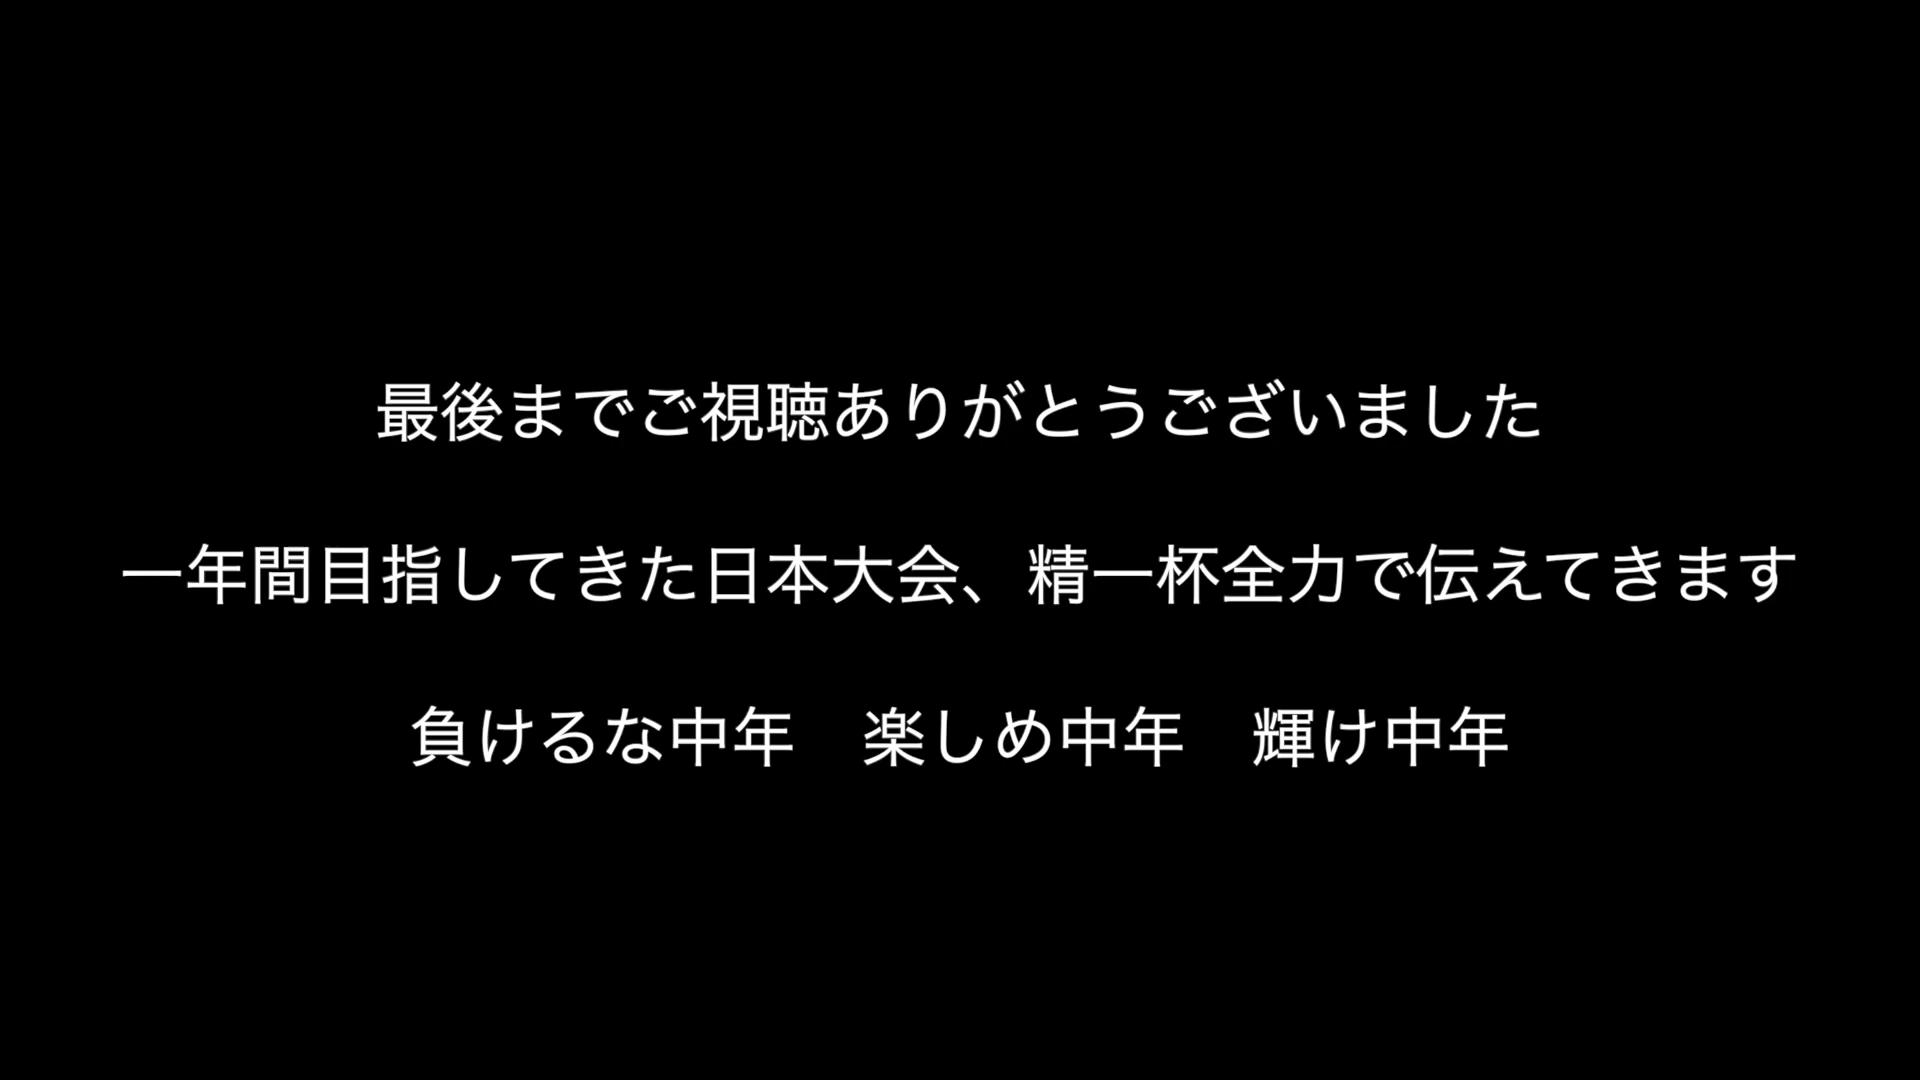 最後までご視聴ありがとうございました
一年間目指してきた日本大会、精一杯全力で伝えてきます
負けるな中年　楽しめ中年　輝け中年